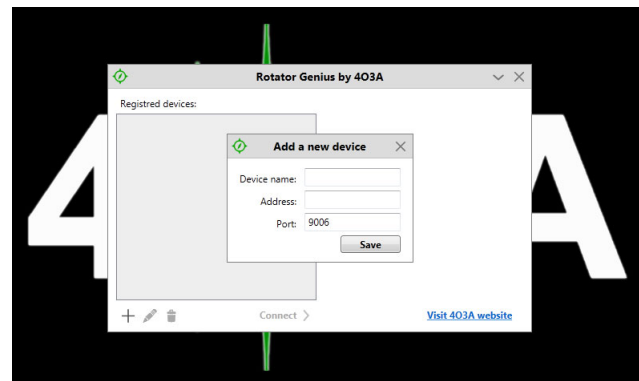 Rotator Genius by 4O3A
Registred devices:
Add a new device
Device name:
Address:
Port: 9006
Save
Connect
Visit 4O3A website
4
A